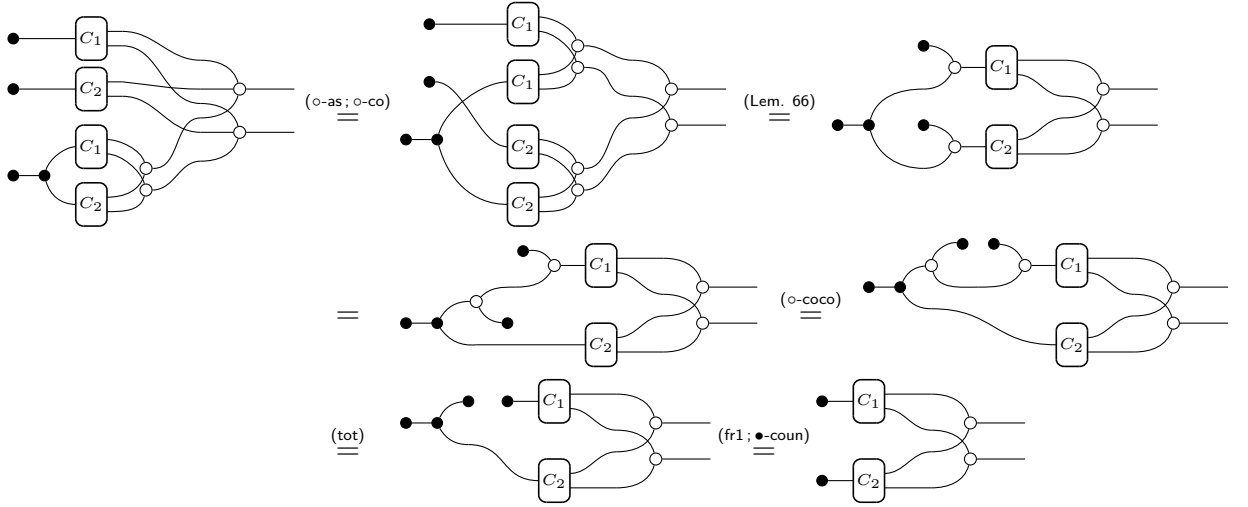 C₁ C₁
C₂ (○-as ; ○-co) = C₁ (Lem. 66) = C₁
C₁ C₂ C₂
C₂ C₂
= C₁ C₂ (○-coco) = C₁ C₂
(tot) = C₁ C₂ (fr1 ; ●-coun) = C₁ C₂